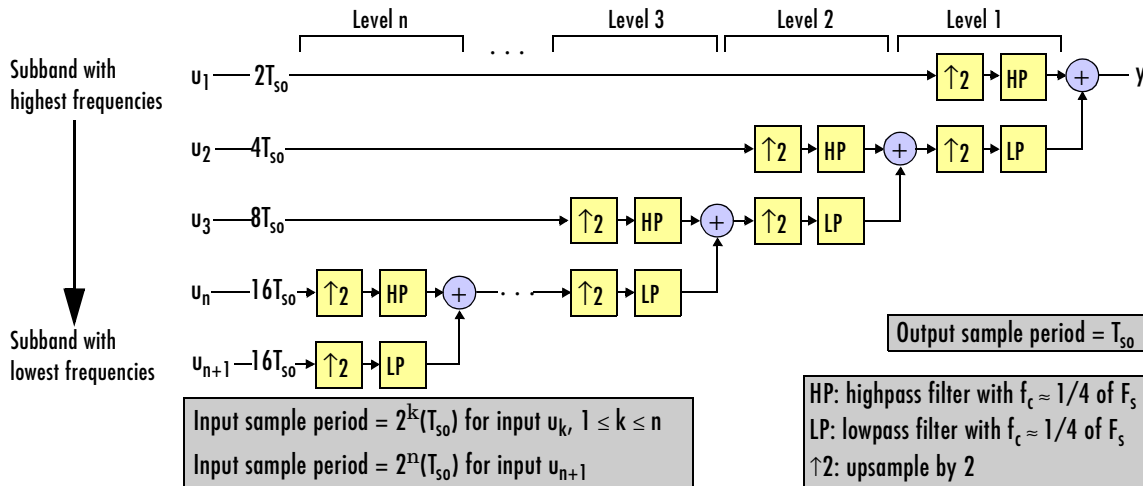 Level n . . . Level 3 Level 2 Level 1
Subband with
highest frequencies
u₁ 2Tₛₒ ↑2 HP + y
u₂ 4Tₛₒ ↑2 HP + ↑2 LP
u₃ 8Tₛₒ ↑2 HP + ↑2 LP
uₙ 16Tₛₒ ↑2 HP + . . . ↑2 LP
Subband with
lowest frequencies
uₙ₊₁ 16Tₛₒ ↑2 LP
Output sample period = Tₛₒ
Input sample period = 2ᵏ(Tₛₒ) for input uₖ, 1 ≤ k ≤ n
Input sample period = 2ⁿ(Tₛₒ) for input uₙ₊₁
HP: highpass filter with f_c ≈ 1/4 of Fₛ
LP: lowpass filter with f_c ≈ 1/4 of Fₛ
↑2: upsample by 2